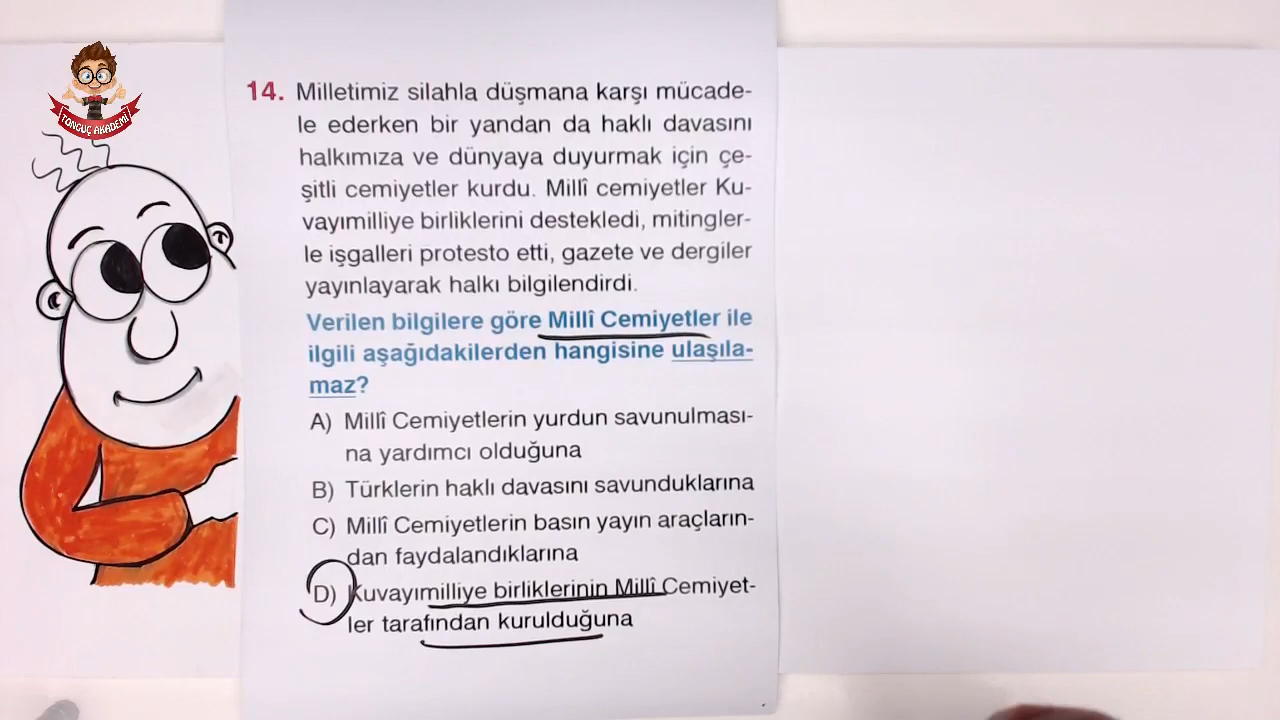 TONGUÇ AKADEMİ
14. Milletimiz silahla düşmana karşı mücade-
le ederken bir yandan da haklı davasını
halkımıza ve dünyaya duyurmak için çe-
şitli cemiyetler kurdu. Millî cemiyetler Ku-
vayımilliye birliklerini destekledi, mitingler-
le işgalleri protesto etti, gazete ve dergiler
yayınlayarak halkı bilgilendirdi.
Verilen bilgilere göre Millî Cemiyetler ile
ilgili aşağıdakilerden hangisine ulaşıla-
maz?
A) Millî Cemiyetlerin yurdun savunulması-
na yardımcı olduğuna
B) Türklerin haklı davasını savunduklarına
C) Millî Cemiyetlerin basın yayın araçların-
dan faydalandıklarına
D) Kuvayımilliye birliklerinin Millî Cemiyet-
ler tarafından kurulduğuna